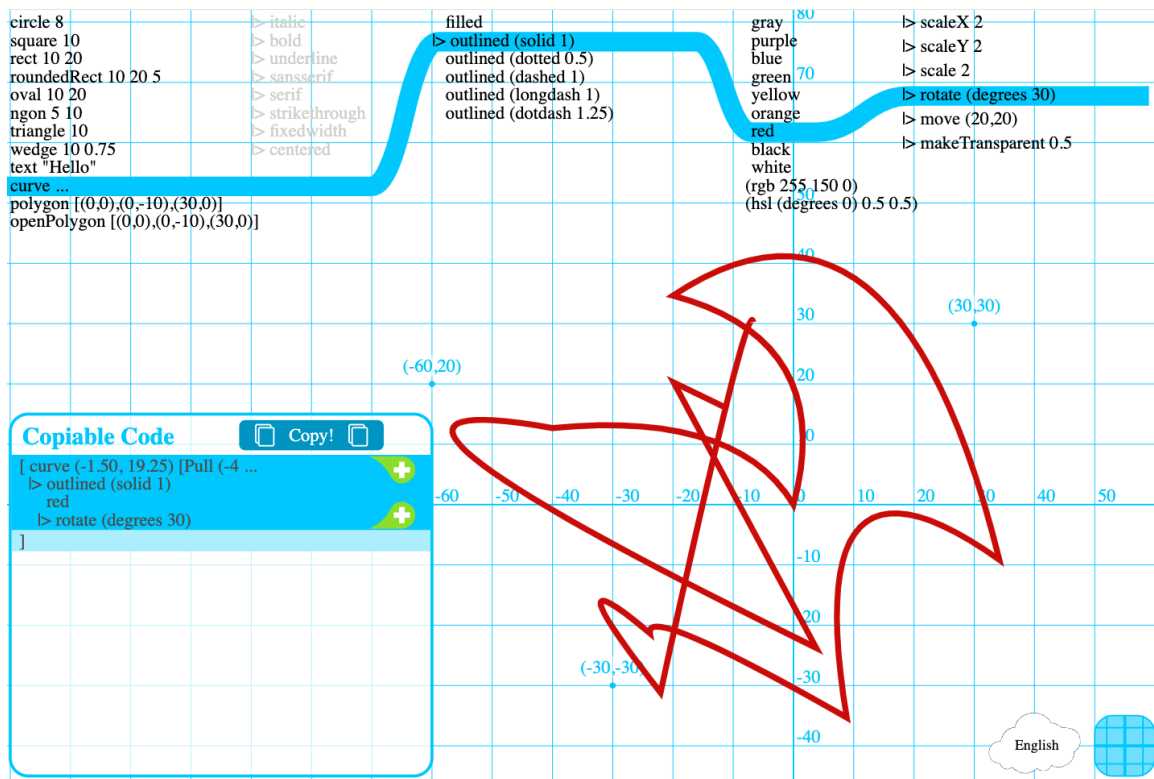 circle 8
square 10
rect 10 20
roundedRect 10 20 5
oval 10 20
ngon 5 10
triangle 10
wedge 10 0.75
text "Hello"
curve ...
polygon [(0,0),(0,-10),(30,0)]
openPolygon [(0,0),(0,-10),(30,0)]
|> italic
|> bold
|> underline
|> sansserif
|> serif
|> strikethrough
|> fixedwidth
|> centered
filled
|> outlined (solid 1)
outlined (dotted 0.5)
outlined (dashed 1)
outlined (longdash 1)
outlined (dotdash 1.25)
gray
purple
blue
green
yellow
orange
red
black
white
(rgb 255 150 0)
(hsl (degrees 0) 0.5 0.5)
|> scaleX 2
|> scaleY 2
|> scale 2
|> rotate (degrees 30)
|> move (20,20)
|> makeTransparent 0.5
80
70
50
40
30
20
10
-10
-20
-30
-40
-60 -50 -40 -30 -20 -10 0 10 20 30 40 50
(30,30)
(-60,20)
(-30,-30)
Copiable Code
Copy!
[ curve (-1.50, 19.25) [Pull (-4 ...
|> outlined (solid 1)
red
|> rotate (degrees 30)
]
English